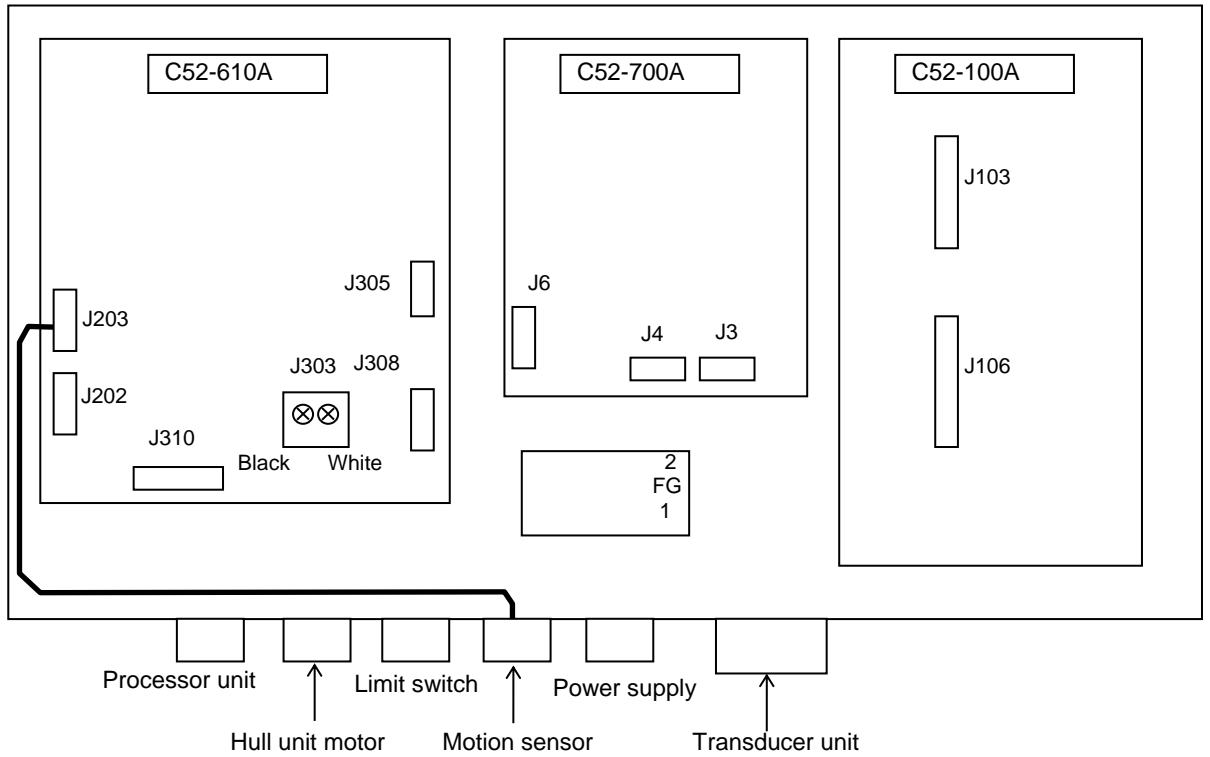 C52-610A
C52-700A
C52-100A
J103
J305
J6
J203
J4
J3
J303
J308
J106
J202
J310
Black
White
2
FG
1
Processor unit
Limit switch
Power supply
Hull unit motor
Motion sensor
Transducer unit